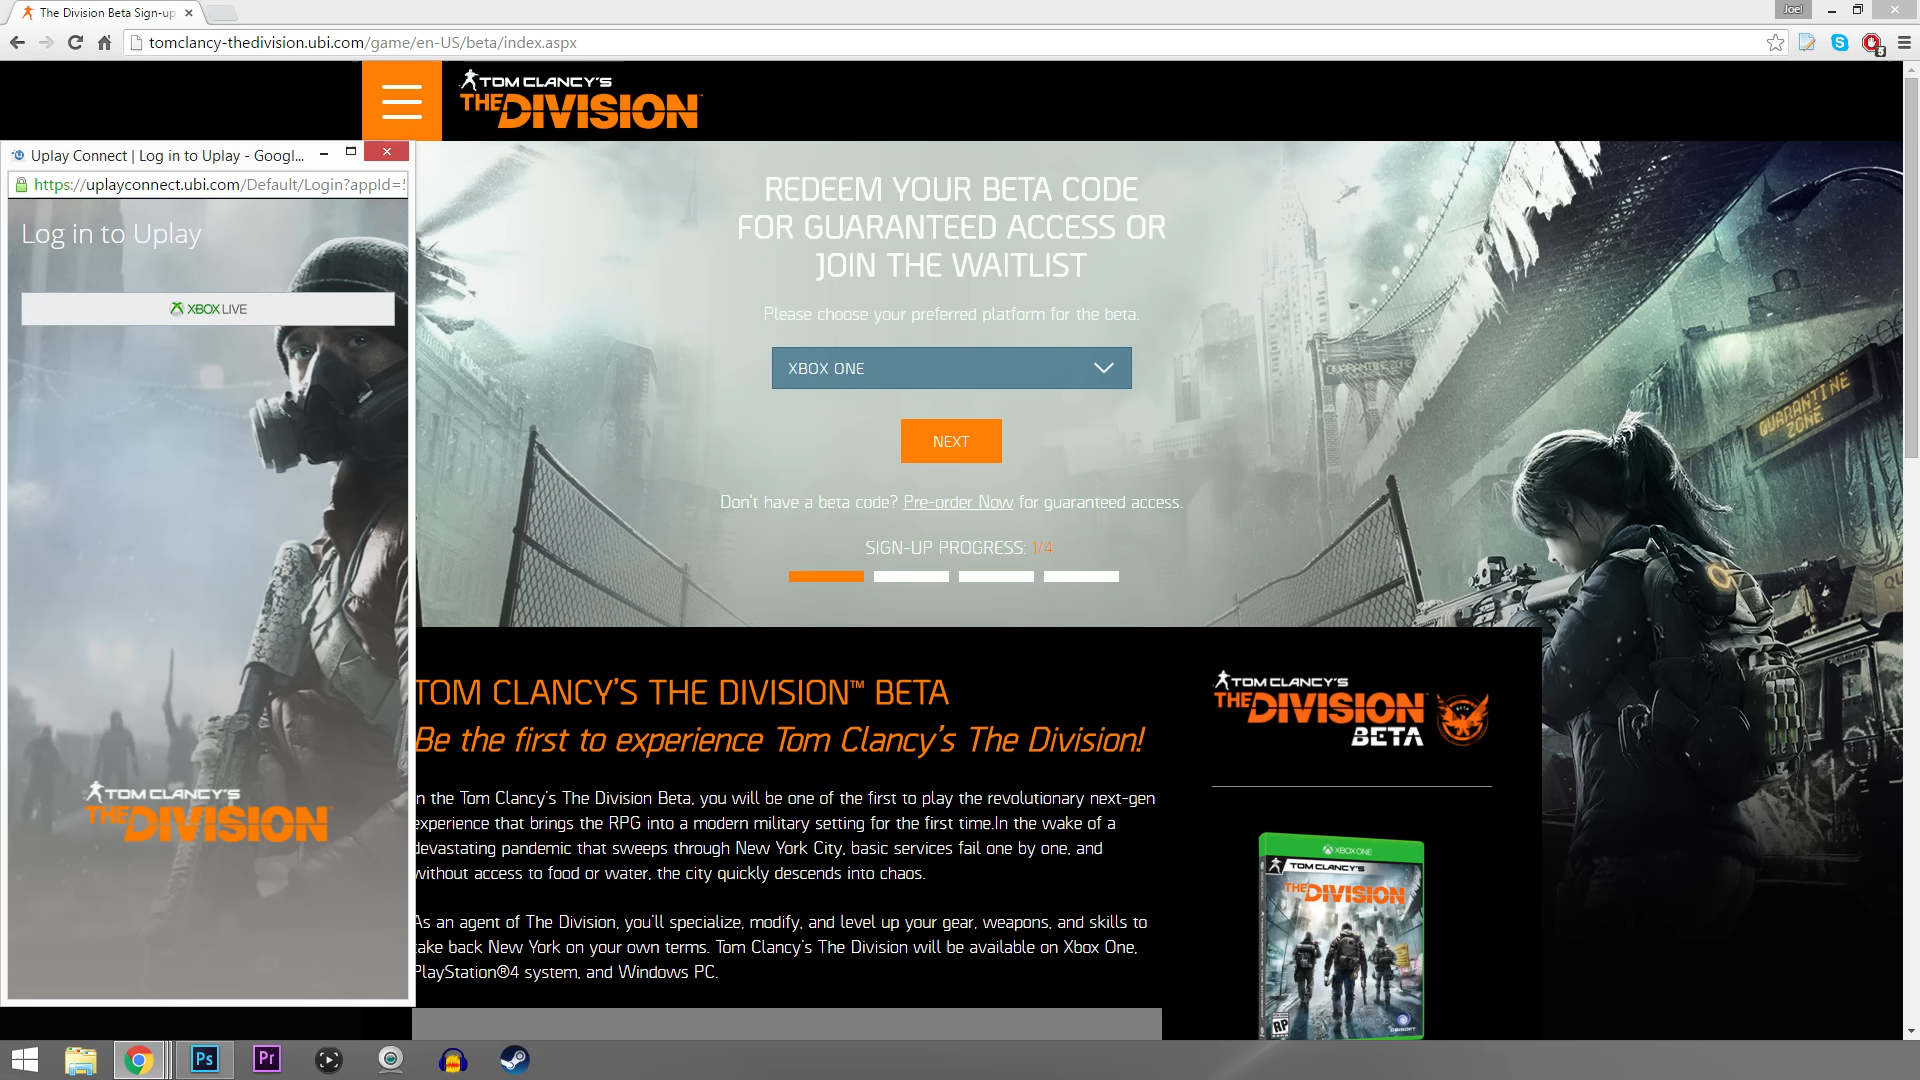 The Division Beta Sign-up
Joel
tomclancy-thedivision.ubi.com/game/en-US/beta/index.aspx
TOM CLANCY'S
THE DIVISION
Uplay Connect | Log in to Uplay - Googl...
https://uplayconnect.ubi.com/Default/Login?appId=
Log in to Uplay
XBOX LIVE
TOM CLANCY'S
THE DIVISION
REDEEM YOUR BETA CODE
FOR GUARANTEED ACCESS OR
JOIN THE WAITLIST
Please choose your preferred platform for the beta.
XBOX ONE
NEXT
Don't have a beta code? Pre-order Now for guaranteed access.
SIGN-UP PROGRESS: 1/4
QUARANTINE
ZONE
TOM CLANCY'S THE DIVISION™ BETA
Be the first to experience Tom Clancy's The Division!
n the Tom Clancy's The Division Beta, you will be one of the first to play the revolutionary next-gen
experience that brings the RPG into a modern military setting for the first time.In the wake of a
devastating pandemic that sweeps through New York City, basic services fail one by one, and
without access to food or water, the city quickly descends into chaos.
As an agent of The Division, you'll specialize, modify, and level up your gear, weapons, and skills to
take back New York on your own terms. Tom Clancy's The Division will be available on Xbox One,
PlayStation®4 system, and Windows PC.
TOM CLANCY'S
THE DIVISION
BETA
XBOX ONE
TOM CLANCY'S
THE DIVISION
RP
UBISOFT
Ps
Pr